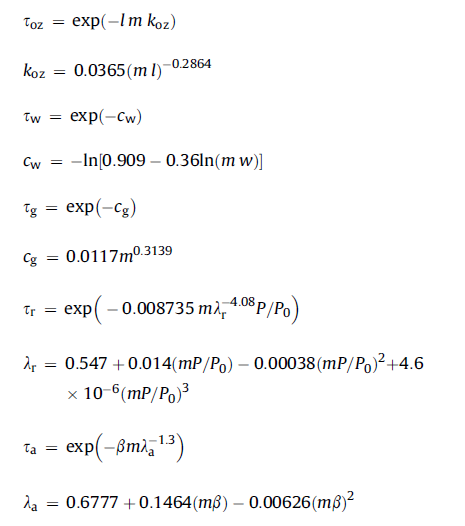 τoz = exp(−l m koz)
koz = 0.0365(m l)^−0.2864
τw = exp(−cw)
cw = −ln[0.909 − 0.36ln(m w)]
τg = exp(−cg)
cg = 0.0117m^0.3139
τr = exp(−0.008735 mλr^−4.08 P/P0)
λr = 0.547 + 0.014(mP/P0) − 0.00038(mP/P0)^2+4.6
× 10^−6(mP/P0)^3
τa = exp(−βmλa^−1.3)
λa = 0.6777 + 0.1464(mβ) − 0.00626(mβ)^2